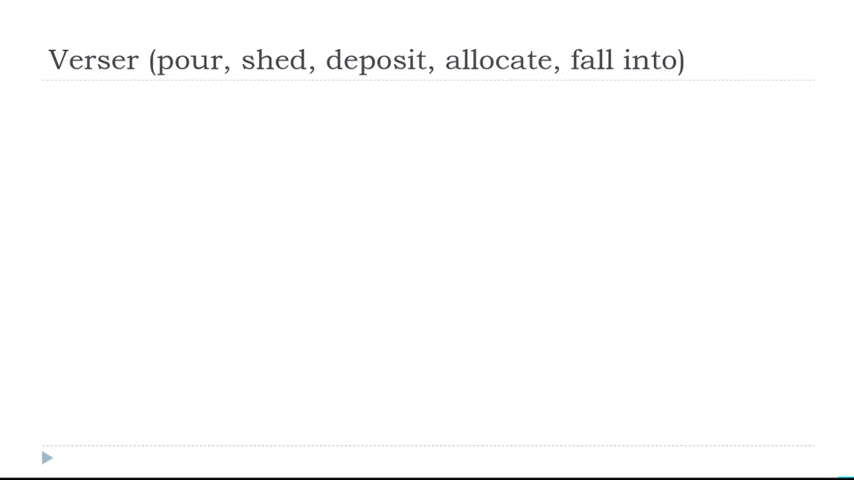 Verser (pour, shed, deposit, allocate, fall into)